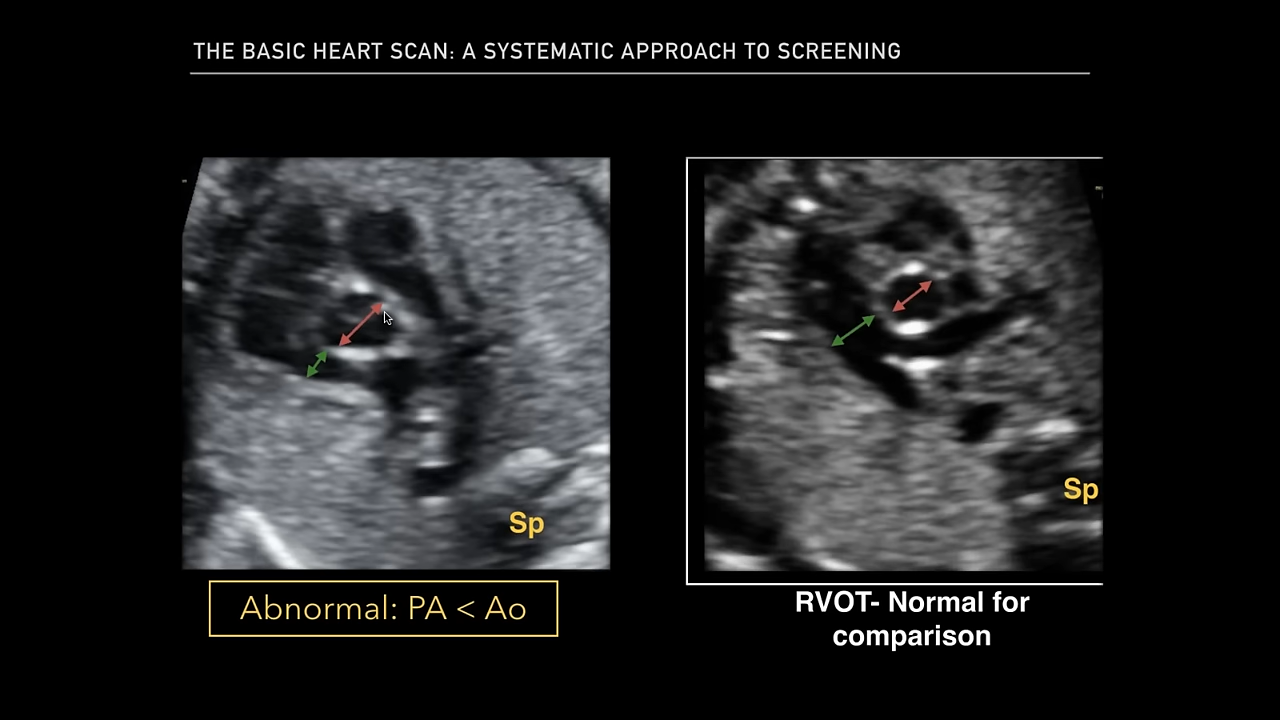 THE BASIC HEART SCAN: A SYSTEMATIC APPROACH TO SCREENING
Sp
Sp
Abnormal: PA < Ao
RVOT- Normal for
comparison